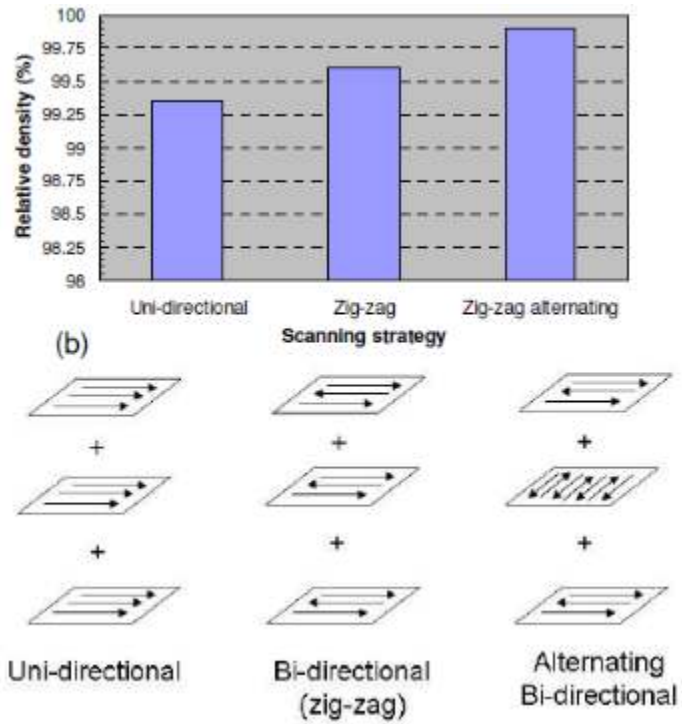 100
99.75
99.5
99.25
99
98.75
98.5
98.25
98
Relative density (%)
Uni-directional Zig-zag Zig-zag alternating
Scanning strategy
(b)
+ + +
+ + +
Uni-directional
Bi-directional
(zig-zag)
Alternating
Bi-directional